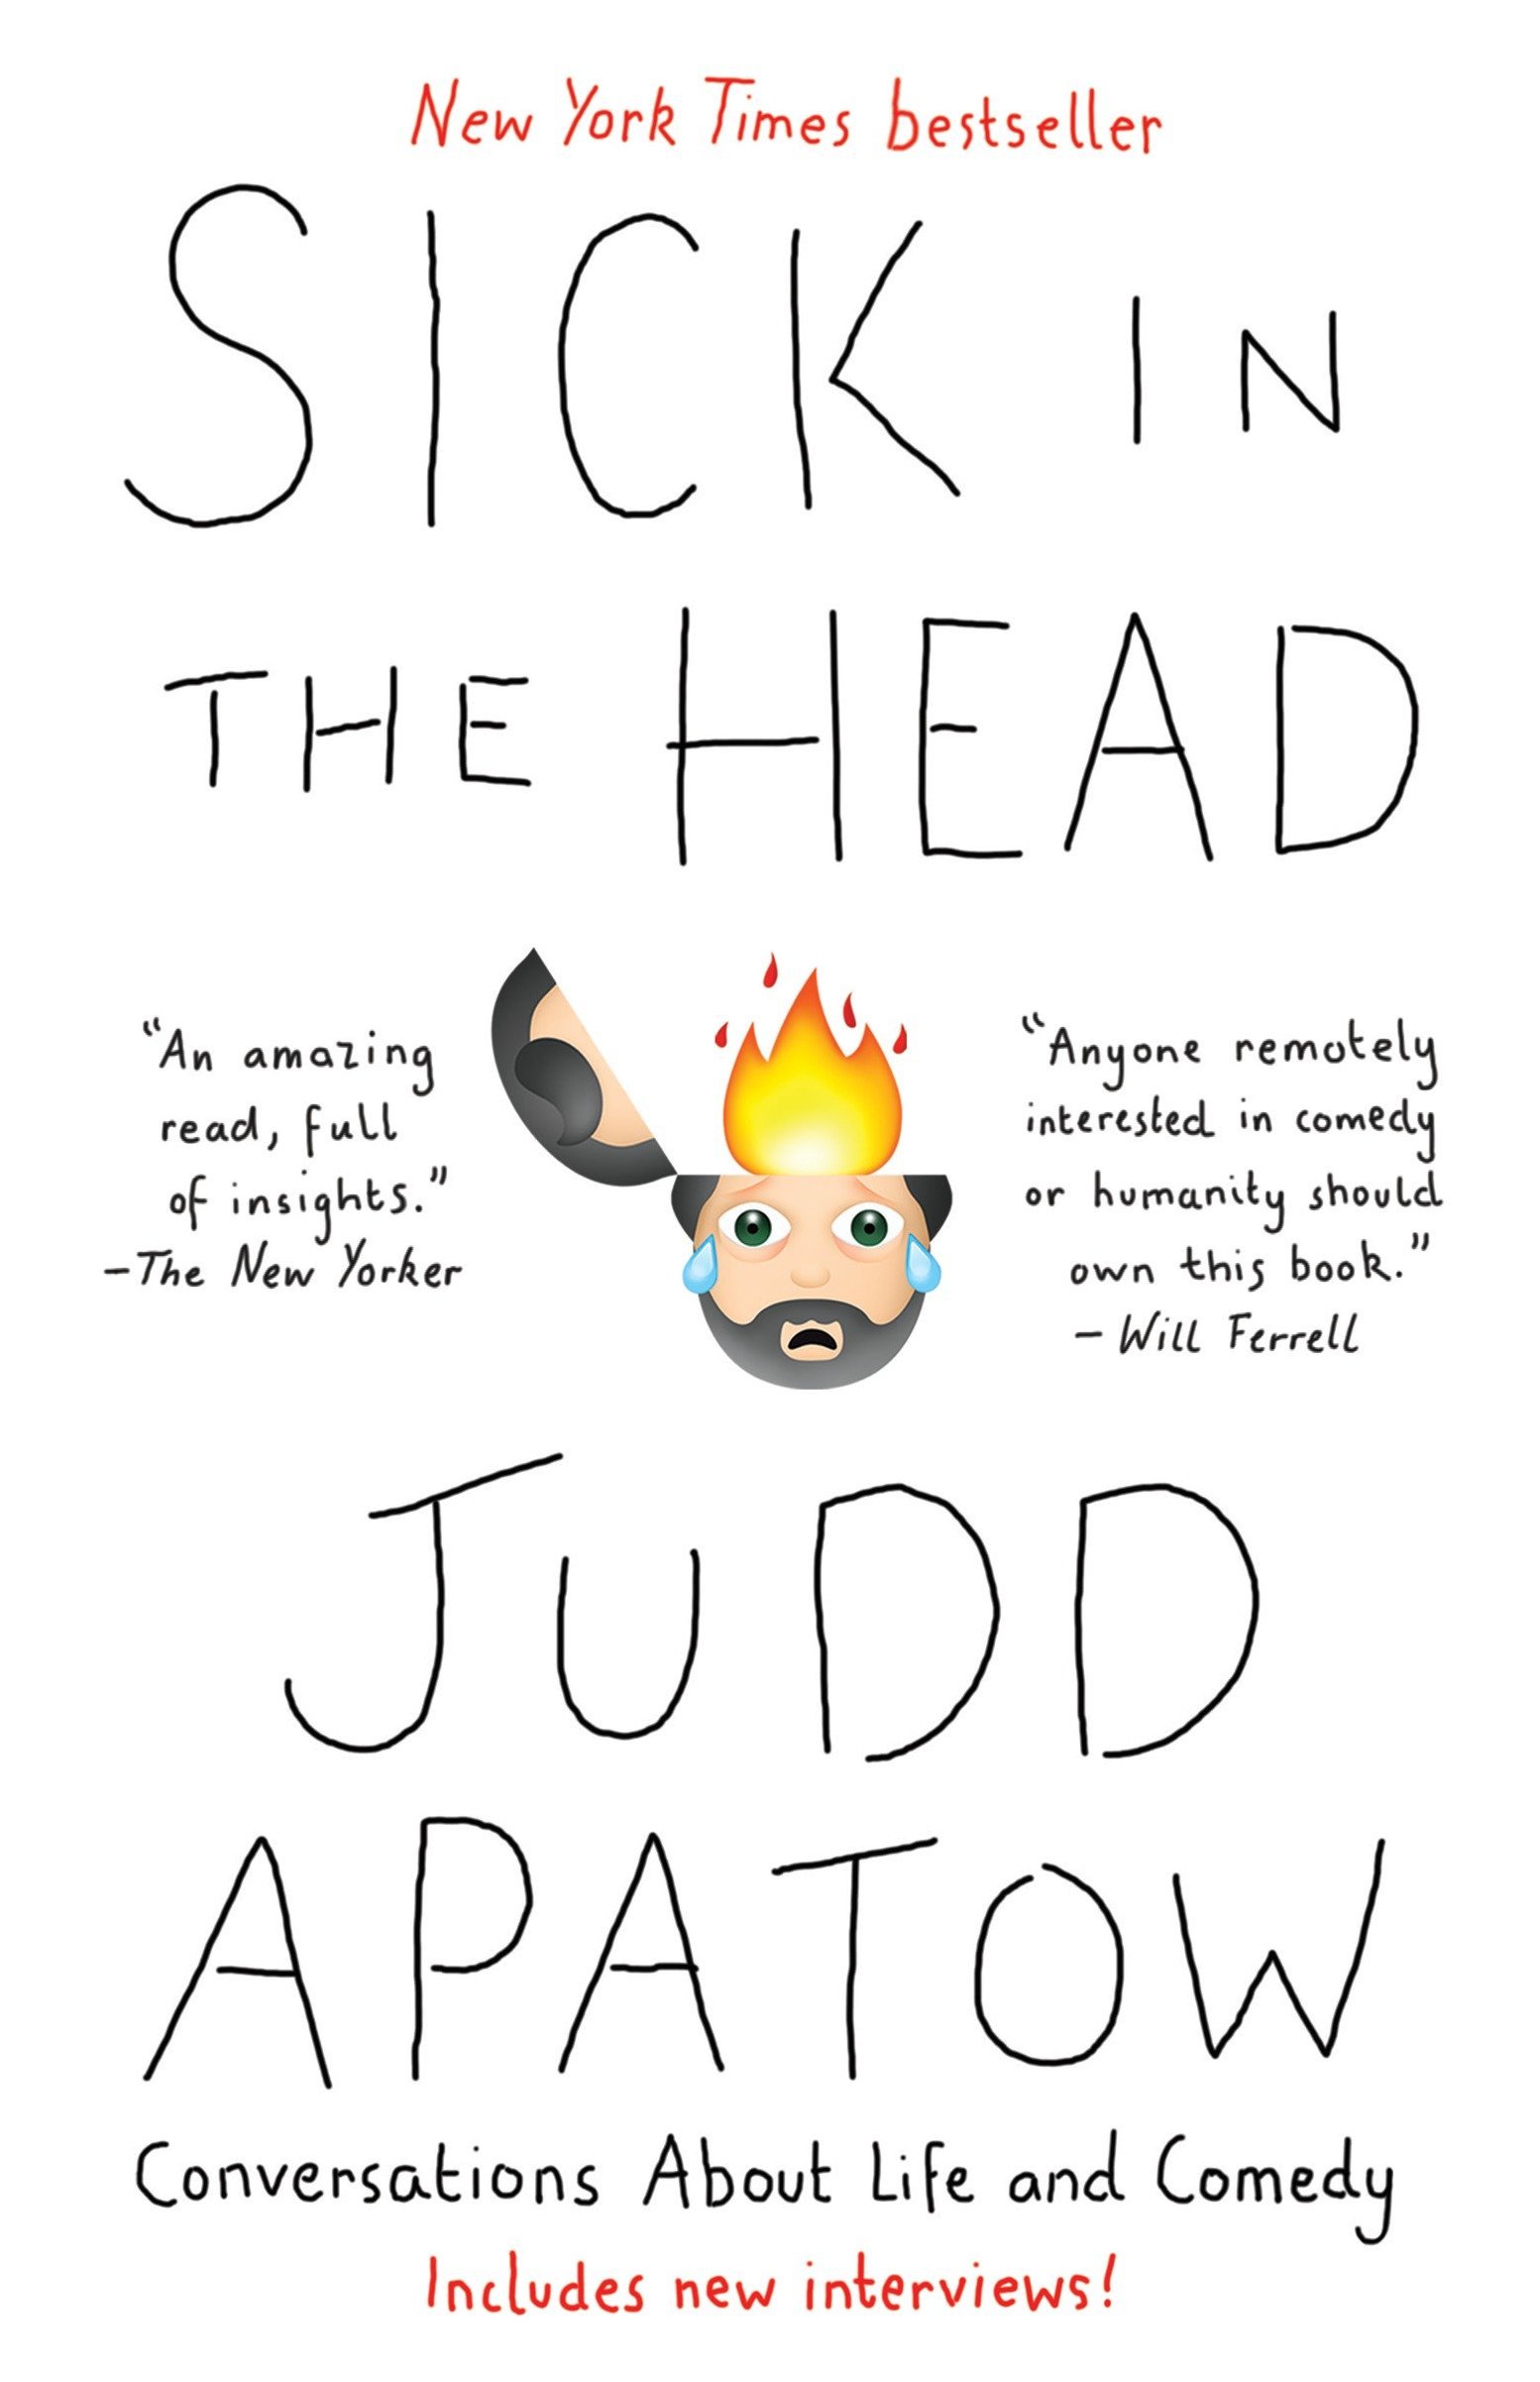 New York Times bestseller
SICK IN
THE HEAD
“An amazing
read, full
of insights.”
—The New Yorker
“Anyone remotely
interested in comedy
or humanity should
own this book.”
— Will Ferrell
JUDD
APATOW
Conversations About Life and Comedy
Includes new interviews!